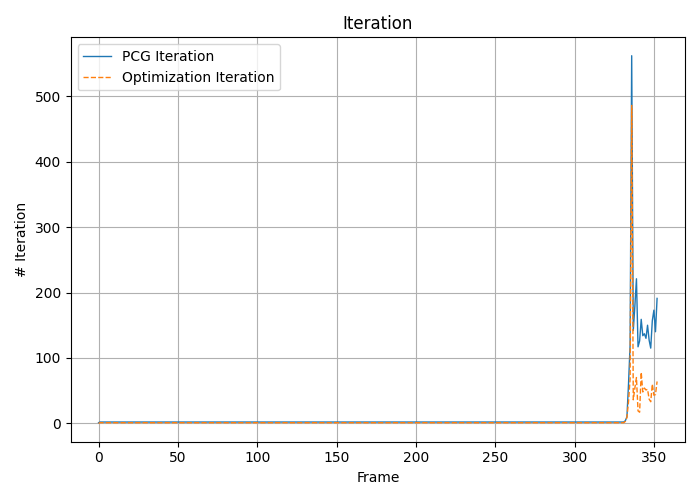 Iteration
PCG Iteration
Optimization Iteration
# Iteration
500
400
300
200
100
0
0 50 100 150 200 250 300 350
Frame